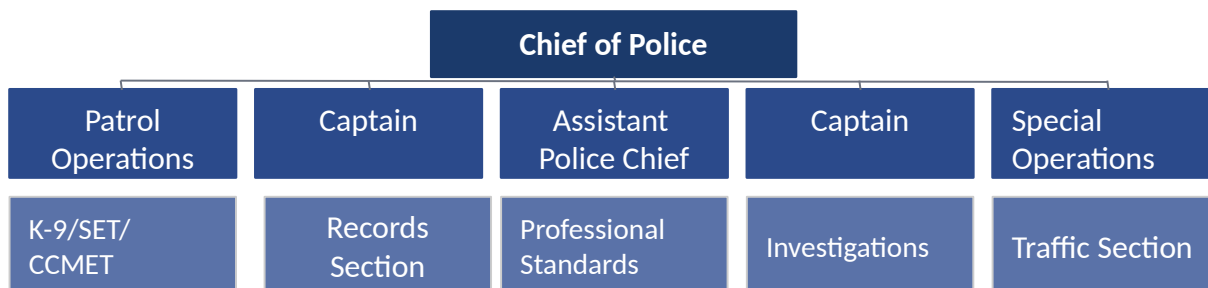 Chief of Police
Patrol
Operations
Captain
Assistant
Police Chief
Captain
Special
Operations
K-9/SET/
CCMET
Records
Section
Professional
Standards
Investigations
Traffic Section